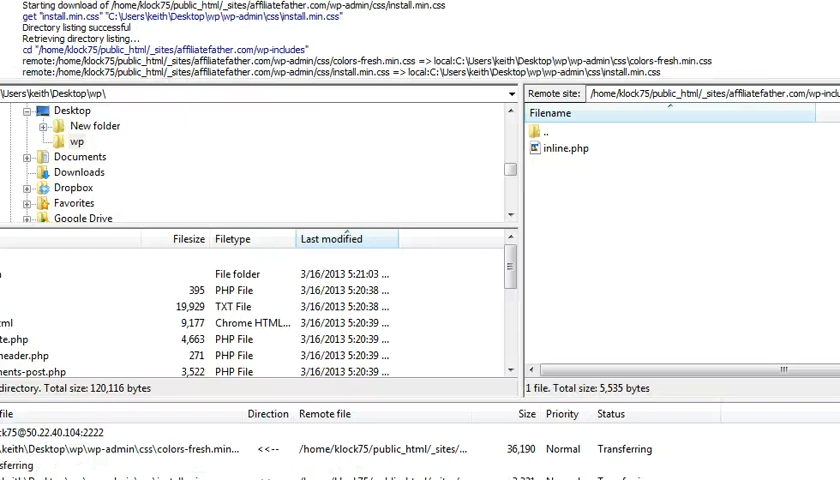 Starting download of /home/klock75/public_html/_sites/affiliatefather.com/wp-admin/css/install.min.css
get "install.min.css" "C:\Users\keith\Desktop\wp\wp-admin\css\install.min.css"
Directory listing successful
Retrieving directory listing...
cd "/home/klock75/public_html/_sites/affiliatefather.com/wp-includes"
remote:/home/klock75/public_html/_sites/affiliatefather.com/wp-admin/css/colors-fresh.min.css => local:C:\Users\keith\Desktop\wp\wp-admin\css\colors-fresh.min.css
remote:/home/klock75/public_html/_sites/affiliatefather.com/wp-admin/css/install.min.css => local:C:\Users\keith\Desktop\wp\wp-admin\css\install.min.css
\Users\keith\Desktop\wp\
Desktop
New folder
wp
Documents
Downloads
Dropbox
Favorites
Google Drive
Remote site: /home/klock75/public_html/_sites/affiliatefather.com/wp-inclu
Filename
..
inline.php
Filesize Filetype Last modified
File folder 3/16/2013 5:21:03 ...
395 PHP File 3/16/2013 5:20:38 ...
19,929 TXT File 3/16/2013 5:20:38 ...
ml 9,177 Chrome HTML... 3/16/2013 5:20:39 ...
te.php 4,663 PHP File 3/16/2013 5:20:39 ...
header.php 271 PHP File 3/16/2013 5:20:39 ...
ments-post.php 3,522 PHP File 3/16/2013 5:20:39 ...
directory. Total size: 120,116 bytes
1 file. Total size: 5,535 bytes
file Direction Remote file Size Priority Status
ck75@50.22.40.104:2222
\keith\Desktop\wp\wp-admin\css\colors-fresh.min... <<-- /home/klock75/public_html/_sites/... 36,190 Normal Transferring
sferring